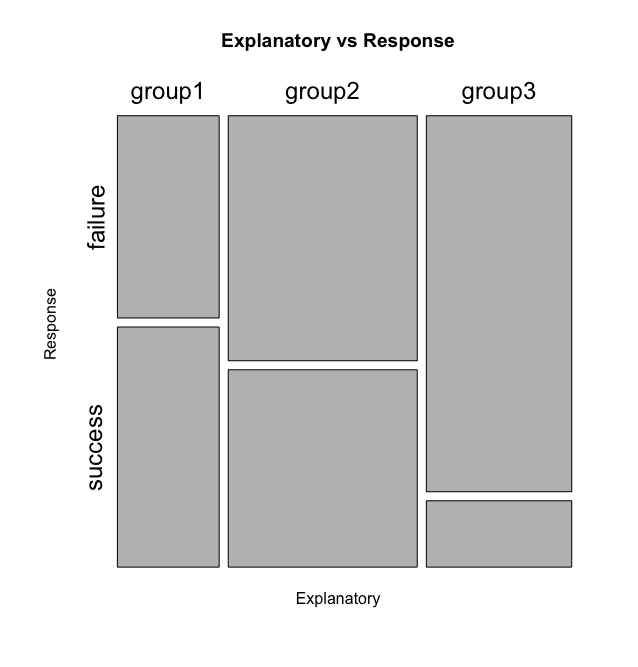 Explanatory vs Response
group1 group2 group3
failure
success
Response
Explanatory